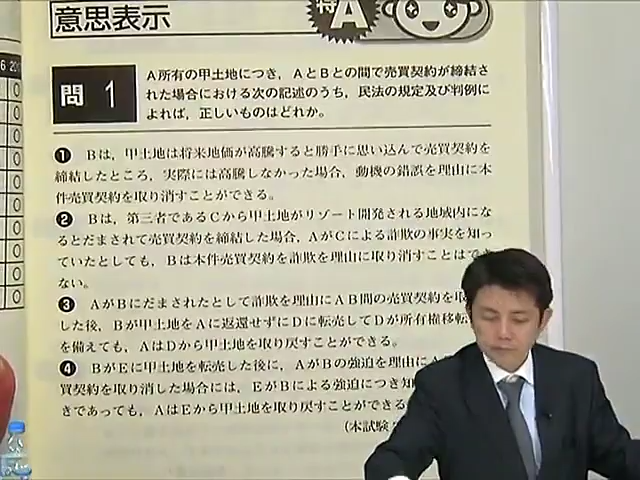 意思表示
特A
6 20
問 1
A所有の甲土地につき,AとBとの間で売買契約が締結さ
れた場合における次の記述のうち,民法の規定及び判例に
よれば,正しいものはどれか。
❶ Bは,甲土地は将来地価が高騰すると勝手に思い込んで売買契約を
締結したところ,実際には高騰しなかった場合,動機の錯誤を理由に本
件売買契約を取り消すことができる。
❷ Bは,第三者であるCから甲土地がリゾート開発される地域内にな
るとだまされて売買契約を締結した場合,AがCによる詐欺の事実を知っ
ていたとしても,Bは本件売買契約を詐欺を理由に取り消すことはでき
ない。
❸ AがBにだまされたとして詐欺を理由にAB間の売買契約を取
した後,Bが甲土地をAに返還せずにDに転売してDが所有権移転
を備えても,AはDから甲土地を取り戻すことができる。
❹ BがEに甲土地を転売した後に,AがBの強迫を理由にA
買契約を取り消した場合には,EがBによる強迫につき知
きであっても,AはEから甲土地を取り戻すことができる
(本試験